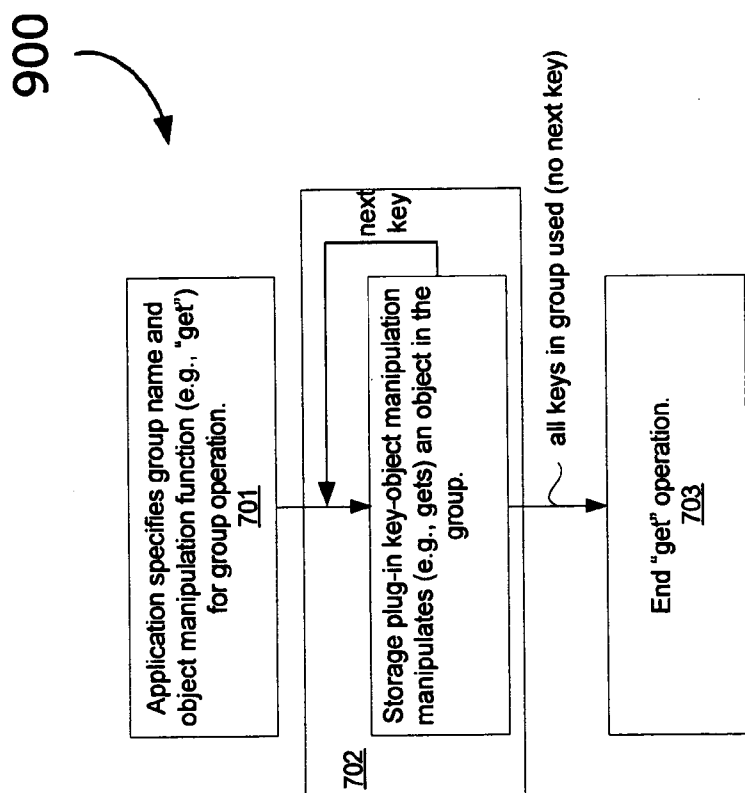 900
Application specifies group name and
object manipulation function (e.g., “get”)
for group operation.
701
next
key
702
Storage plug-in key-object manipulation
manipulates (e.g., gets) an object in the
group.
all keys in group used (no next key)
End “get” operation.
703